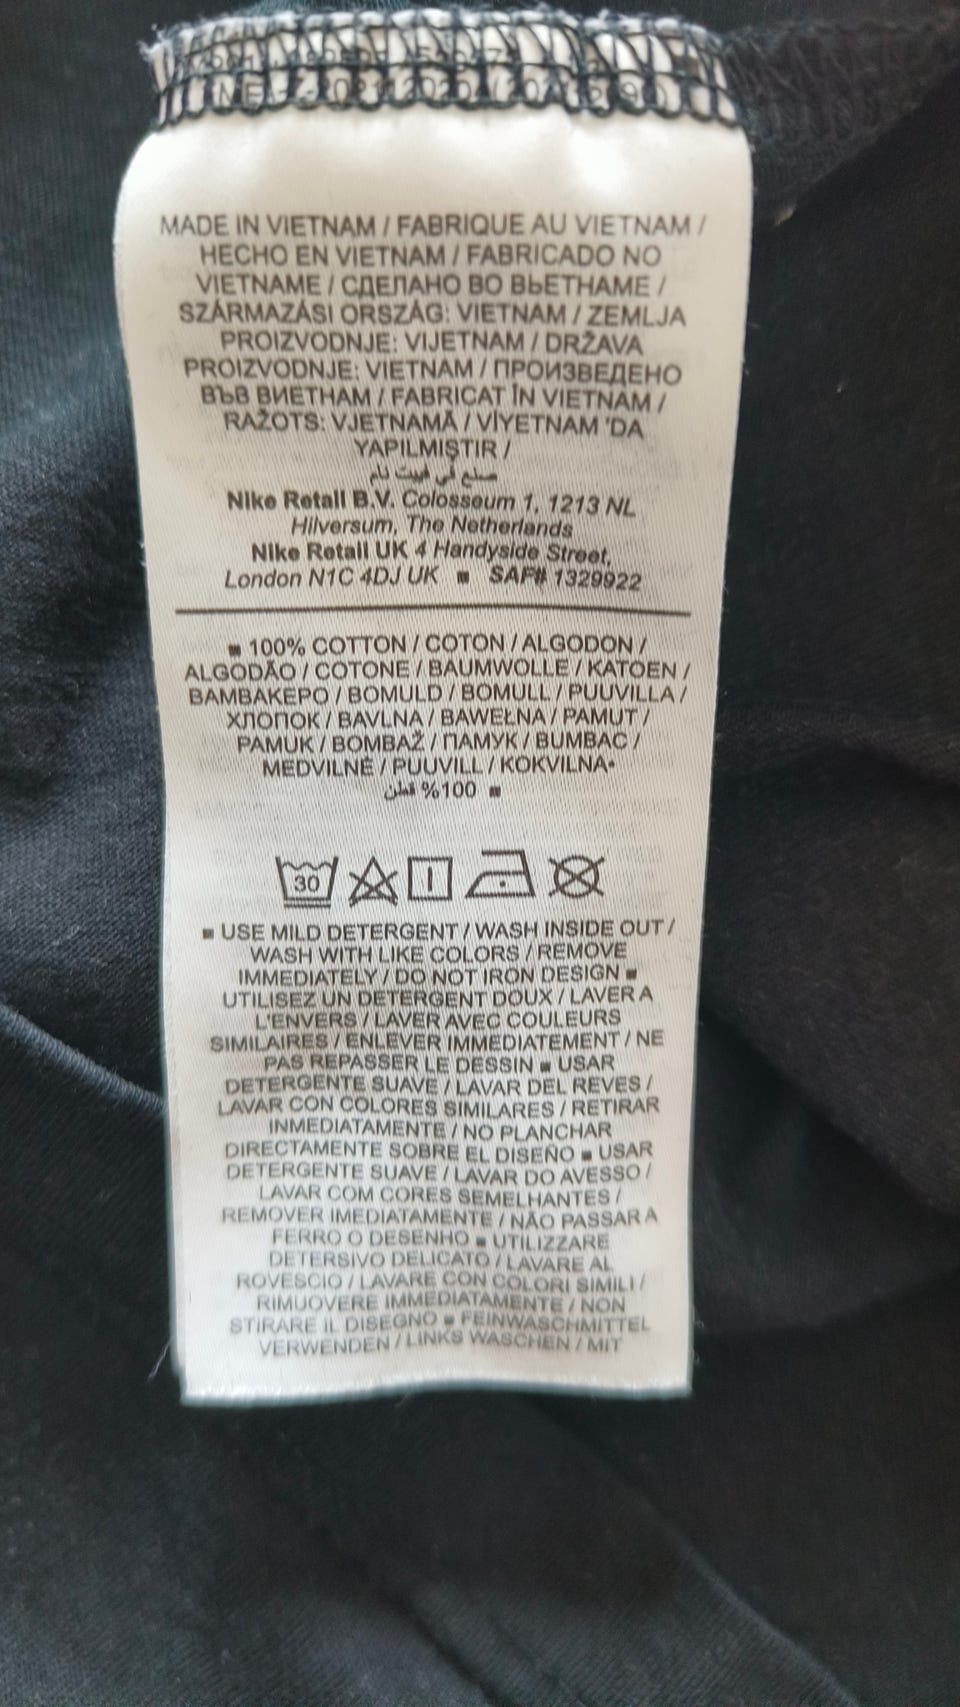 MADE IN VIETNAM / FABRIQUE AU VIETNAM /
HECHO EN VIETNAM / FABRICADO NO
VIETNAME / СДЕЛАНО ВО ВЬЕТНАМЕ /
SZÁRMAZÁSI ORSZÁG: VIETNAM / ZEMLJA
PROIZVODNJE: VIJETNAM / DRŽAVA
PROIZVODNJE: VIETNAM / ПРОИЗВЕДЕНО
ВЪВ ВИЕТНАМ / FABRICAT ÎN VIETNAM /
RAŽOTS: VJETNAMĀ / VİYETNAM 'DA
YAPILMIŞTIR /
صنع في فييت نام
Nike Retail B.V. Colosseum 1, 1213 NL
Hilversum, The Netherlands
Nike Retail UK 4 Handyside Street,
London N1C 4DJ UK ■ SAF# 1329922
■ 100% COTTON / COTON / ALGODON /
ALGODÃO / COTONE / BAUMWOLLE / KATOEN /
ΒΑΜΒΑΚΕΡΟ / BOMULD / BOMULL / PUUVILLA /
ХЛОПОК / BAVLNA / BAWEŁNA / PAMUT /
PAMUK / BOMBAŽ / ПАМУК / BUMBAC /
MEDVILNĖ / PUUVILL / KOKVILNA•
%100 قطن ■
30
■ USE MILD DETERGENT / WASH INSIDE OUT /
WASH WITH LIKE COLORS / REMOVE
IMMEDIATELY / DO NOT IRON DESIGN ■
UTILISEZ UN DETERGENT DOUX / LAVER A
L'ENVERS / LAVER AVEC COULEURS
SIMILAIRES / ENLEVER IMMEDIATEMENT / NE
PAS REPASSER LE DESSIN ■ USAR
DETERGENTE SUAVE / LAVAR DEL REVES /
LAVAR CON COLORES SIMILARES / RETIRAR
INMEDIATAMENTE / NO PLANCHAR
DIRECTAMENTE SOBRE EL DISEÑO ■ USAR
DETERGENTE SUAVE / LAVAR DO AVESSO /
LAVAR COM CORES SEMELHANTES /
REMOVER IMEDIATAMENTE / NÃO PASSAR A
FERRO O DESENHO ■ UTILIZZARE
DETERSIVO DELICATO / LAVARE AL
ROVESCIO / LAVARE CON COLORI SIMILI /
RIMUOVERE IMMEDIATAMENTE / NON
STIRARE IL DISEGNO ■ FEINWASCHMITTEL
VERWENDEN / LINKS WASCHEN / MIT